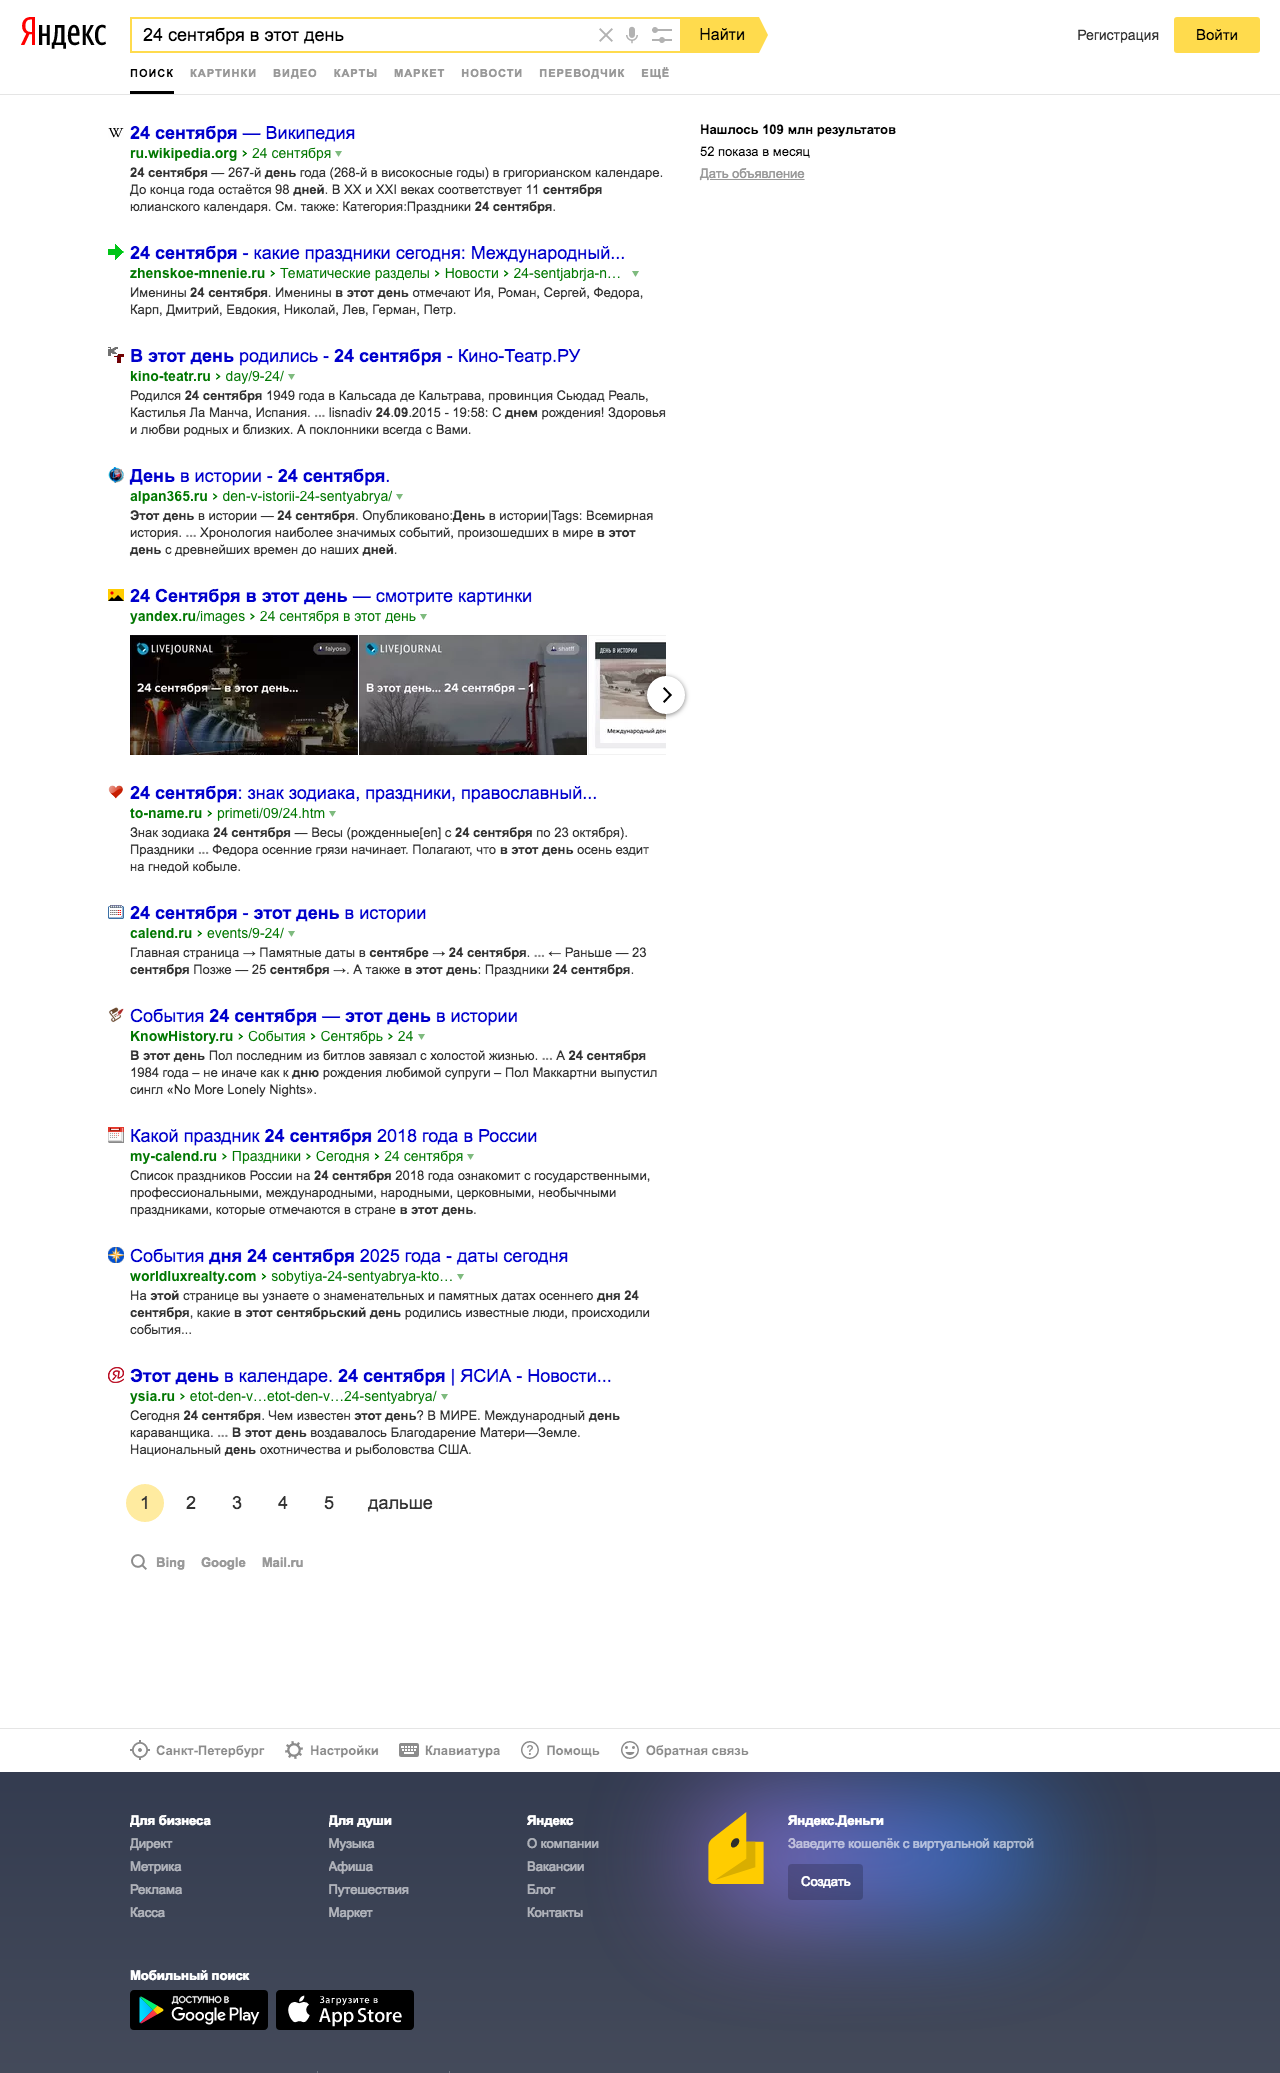 Яндекс
24 сентября в этот день
Найти
Регистрация
Войти
ПОИСК КАРТИНКИ ВИДЕО КАРТЫ МАРКЕТ НОВОСТИ ПЕРЕВОДЧИК ЕЩЁ
24 сентября — Википедия
ru.wikipedia.org › 24 сентября
24 сентября — 267-й день года (268-й в високосные годы) в григорианском календаре.
До конца года остаётся 98 дней. В XX и XXI веках соответствует 11 сентября
юлианского календаря. См. также: Категория:Праздники 24 сентября.
Нашлось 109 млн результатов
52 показа в месяц
Дать объявление
24 сентября - какие праздники сегодня: Международный...
zhenskoe-mnenie.ru › Тематические разделы › Новости › 24-sentjabrja-n…
Именины 24 сентября. Именины в этот день отмечают Ия, Роман, Сергей, Федора,
Карп, Дмитрий, Евдокия, Николай, Лев, Герман, Петр.
В этот день родились - 24 сентября - Кино-Театр.РУ
kino-teatr.ru › day/9-24/
Родился 24 сентября 1949 года в Кальсада де Кальтрава, провинция Сьюдад Реаль,
Кастилья Ла Манча, Испания. ... lisnadiv 24.09.2015 - 19:58: С днем рождения! Здоровья
и любви родных и близких. А поклонники всегда с Вами.
День в истории - 24 сентября.
alpan365.ru › den-v-istorii-24-sentyabrya/
Этот день в истории — 24 сентября. Опубликовано:День в истории|Tags: Всемирная
история. ... Хронология наиболее значимых событий, произошедших в мире в этот
день с древнейших времен до наших дней.
24 Сентября в этот день — смотрите картинки
yandex.ru/images › 24 сентября в этот день
LIVEJOURNAL
falyosa
24 сентября — в этот день...
LIVEJOURNAL
shatff
В этот день... 24 сентября – 1
ДЕНЬ В ИСТОРИИ
Международный ден
24 сентября: знак зодиака, праздники, православный...
to-name.ru › primeti/09/24.htm
Знак зодиака 24 сентября — Весы (рожденные[en] с 24 сентября по 23 октября).
Праздники ... Федора осенние грязи начинает. Полагают, что в этот день осень ездит
на гнедой кобыле.
24 сентября - этот день в истории
calend.ru › events/9-24/
Главная страница → Памятные даты в сентябре → 24 сентября. ... ← Раньше — 23
сентября Позже — 25 сентября →. А также в этот день: Праздники 24 сентября.
События 24 сентября — этот день в истории
KnowHistory.ru › События › Сентябрь › 24
В этот день Пол последним из битлов завязал с холостой жизнью. ... А 24 сентября
1984 года – не иначе как к дню рождения любимой супруги – Пол Маккартни выпустил
сингл «No More Lonely Nights».
Какой праздник 24 сентября 2018 года в России
my-calend.ru › Праздники › Сегодня › 24 сентября
Список праздников России на 24 сентября 2018 года ознакомит с государственными,
профессиональными, международными, народными, церковными, необычными
праздниками, которые отмечаются в стране в этот день.
События дня 24 сентября 2025 года - даты сегодня
worldluxrealty.com › sobytiya-24-sentyabrya-kto…
На этой странице вы узнаете о знаменательных и памятных датах осеннего дня 24
сентября, какие в этот сентябрьский день родились известные люди, происходили
события...
Этот день в календаре. 24 сентября | ЯСИА - Новости...
ysia.ru › etot-den-v…etot-den-v…24-sentyabrya/
Сегодня 24 сентября. Чем известен этот день? В МИРЕ. Международный день
караванщика. ... В этот день воздавалось Благодарение Матери—Земле.
Национальный день охотничества и рыболовства США.
1 2 3 4 5 дальше
Bing Google Mail.ru
Санкт-Петербург Настройки Клавиатура Помощь Обратная связь
Для бизнеса
Директ
Метрика
Реклама
Касса
Для души
Музыка
Афиша
Путешествия
Маркет
Яндекс
О компании
Вакансии
Блог
Контакты
Яндекс.Деньги
Заведите кошелёк с виртуальной картой
Создать
Мобильный поиск
ДОСТУПНО В
Google Play
Загрузите в
App Store